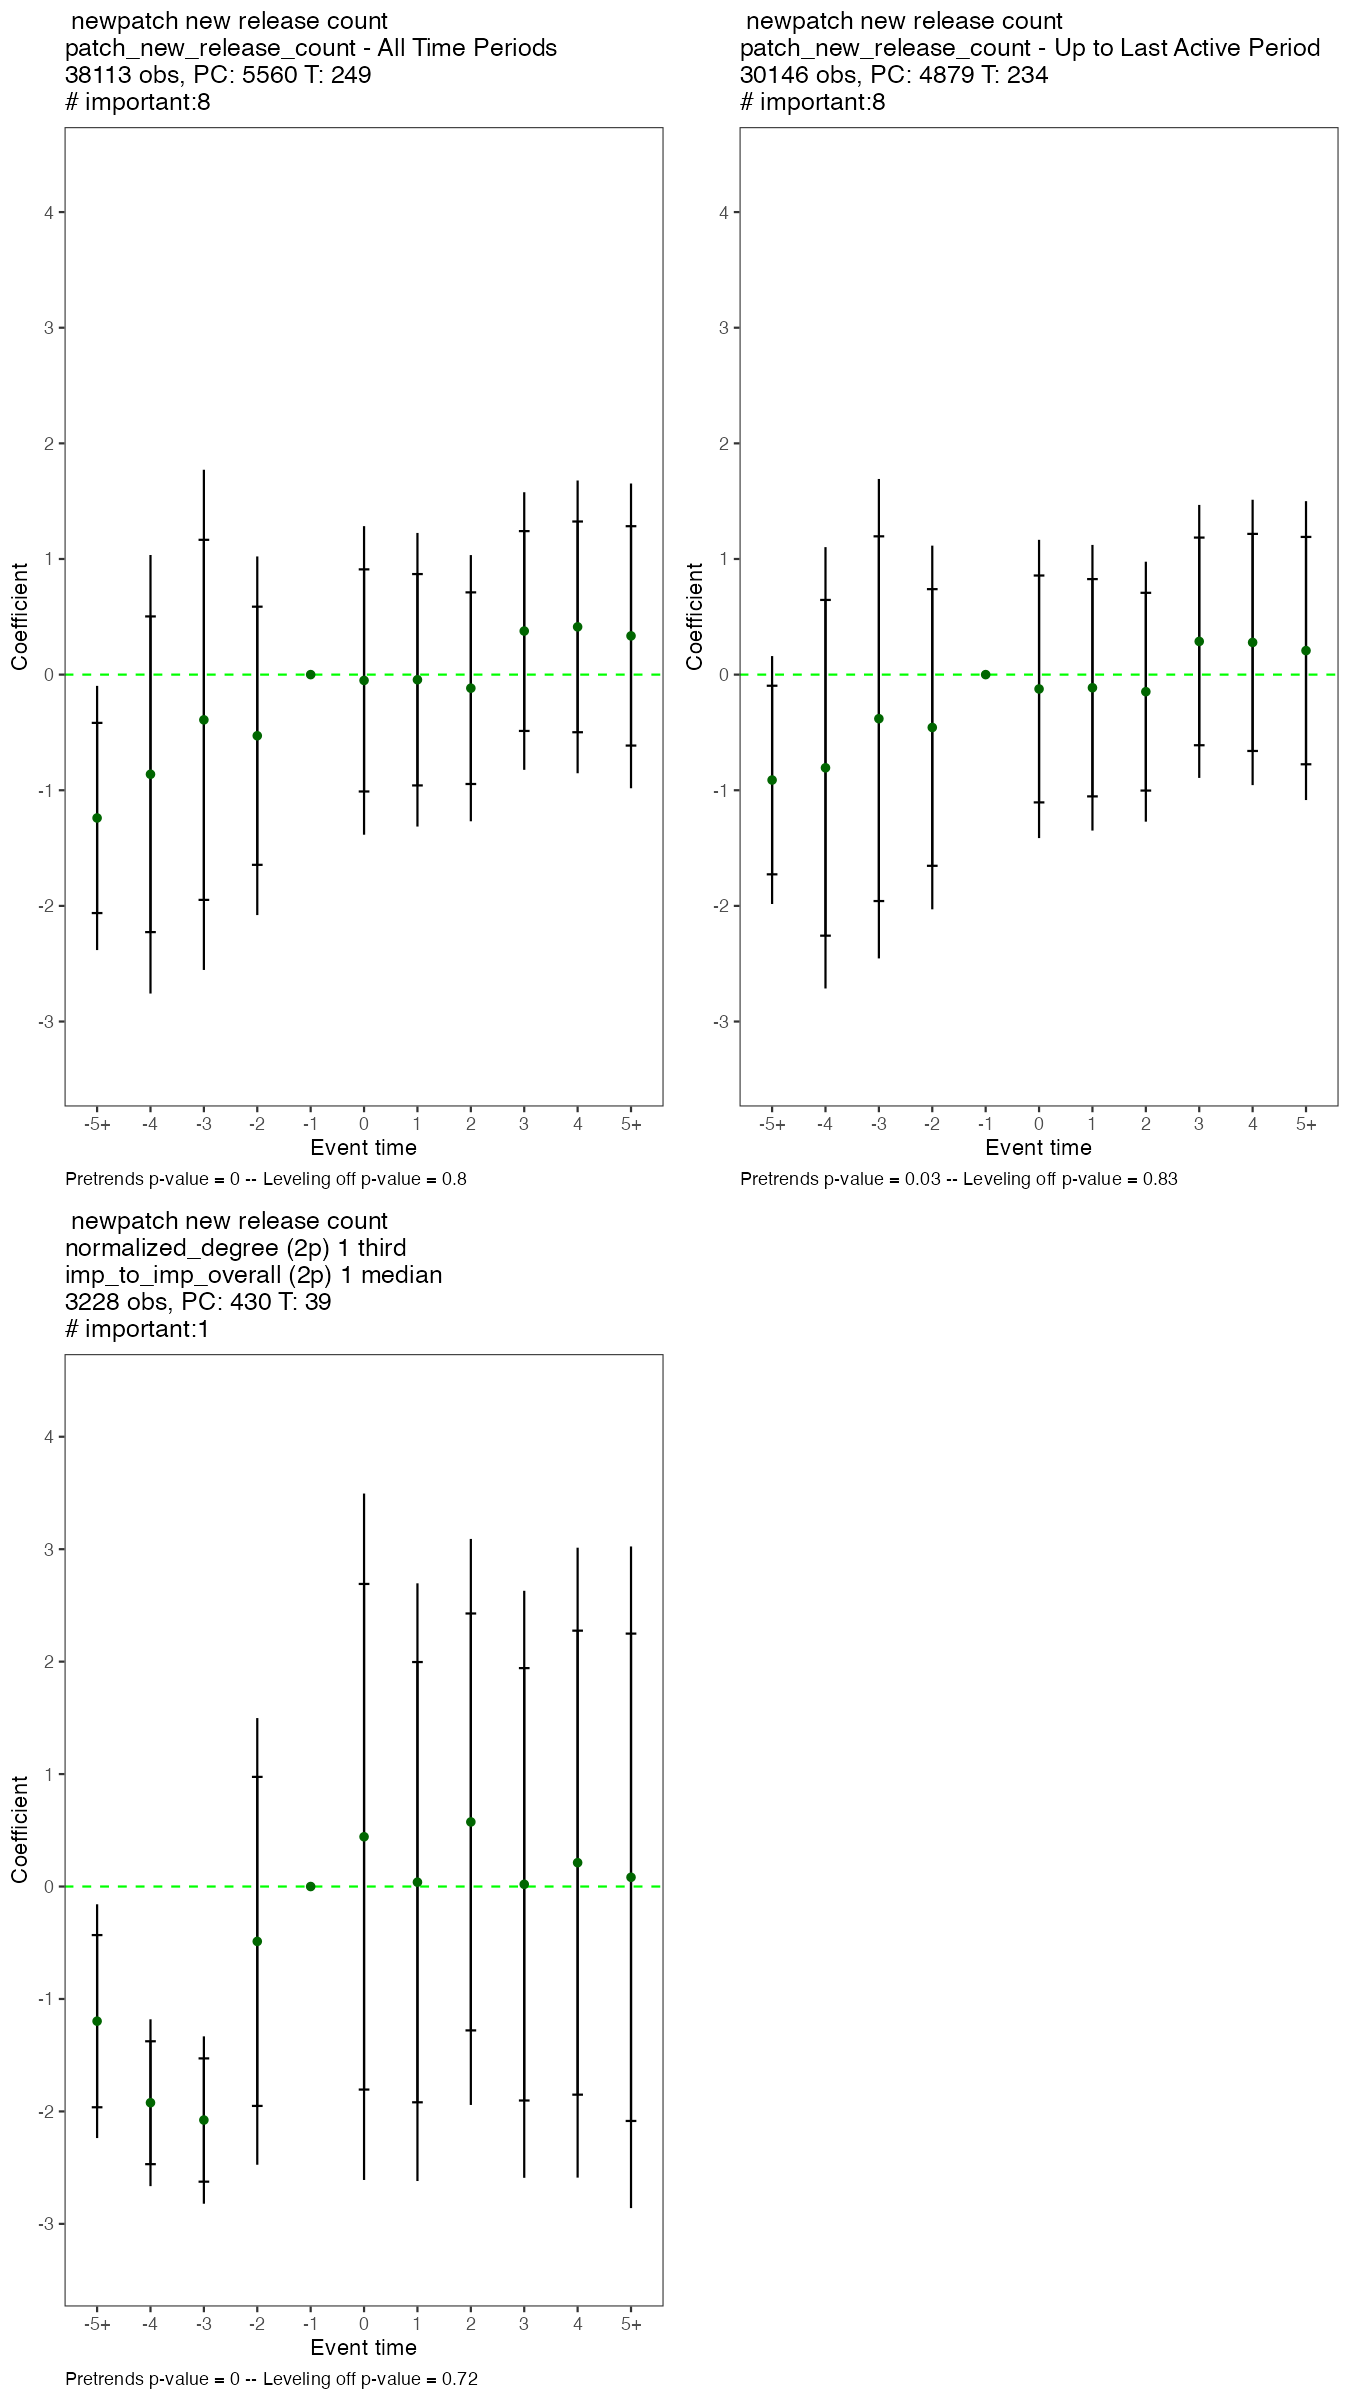 newpatch new release count
patch_new_release_count - All Time Periods
38113 obs, PC: 5560 T: 249
# important:8
4
3
2
1
0
-1
-2
-3
Coefficient
-5+ -4 -3 -2 -1 0 1 2 3 4 5+
Event time
Pretrends p-value = 0 -- Leveling off p-value = 0.8
newpatch new release count
patch_new_release_count - Up to Last Active Period
30146 obs, PC: 4879 T: 234
# important:8
4
3
2
1
0
-1
-2
-3
Coefficient
-5+ -4 -3 -2 -1 0 1 2 3 4 5+
Event time
Pretrends p-value = 0.03 -- Leveling off p-value = 0.83
newpatch new release count
normalized_degree (2p) 1 third
imp_to_imp_overall (2p) 1 median
3228 obs, PC: 430 T: 39
# important:1
4
3
2
1
0
-1
-2
-3
Coefficient
-5+ -4 -3 -2 -1 0 1 2 3 4 5+
Event time
Pretrends p-value = 0 -- Leveling off p-value = 0.72